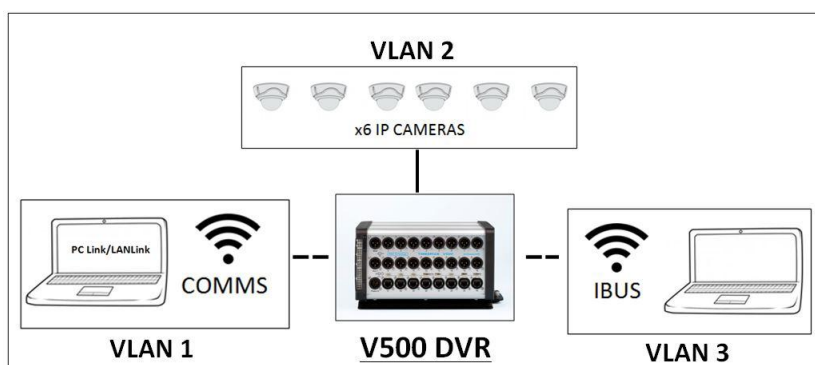 VLAN 2
x6 IP CAMERAS
PC Link/LANLink
COMMS
IBUS
VLAN 1
V500 DVR
VLAN 3